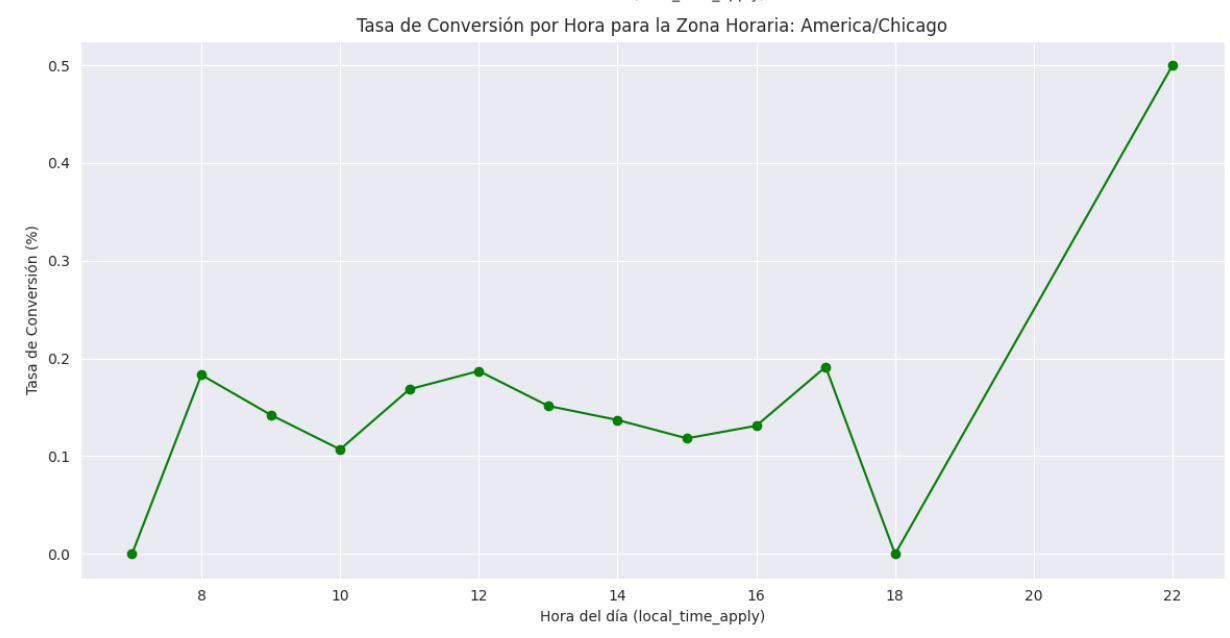 Tasa de Conversión por Hora para la Zona Horaria: America/Chicago
0.5
0.4
0.3
0.2
0.1
0.0
Tasa de Conversión (%)
8 10 12 14 16 18 20 22
Hora del día (local_time_apply)